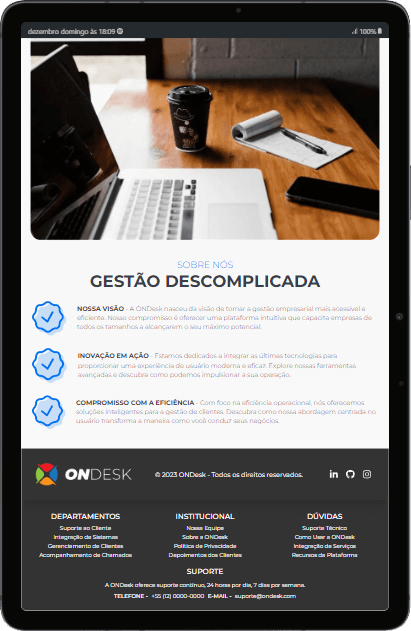 dezembro domingo às 18:09
100%
SOBRE NÓS
GESTÃO DESCOMPLICADA
NOSSA VISÃO - A ONDesk nasceu da visão de tornar a gestão empresarial mais acessível e
eficiente. Nosso compromisso é oferecer uma plataforma intuitiva que capacita empresas de
todos os tamanhos a alcançarem o seu máximo potencial.
INOVAÇÃO EM AÇÃO - Estamos dedicados a integrar as últimas tecnologias para
proporcionar uma experiência de usuário moderna e eficaz. Explore nossas ferramentas
avançadas e descubra como podemos impulsionar a sua operação.
COMPROMISSO COM A EFICIÊNCIA - Com foco na eficiência operacional, nós oferecemos
soluções inteligentes para a gestão de clientes. Descubra como nossa abordagem centrada no
usuário transforma a maneira como você conduz seus negócios.
ONDESK
© 2023 ONDesk - Todos os direitos reservados.
DEPARTAMENTOS
Suporte ao Cliente
Integração de Sistemas
Gerenciamento de Clientes
Acompanhamento de Chamados
INSTITUCIONAL
Nossa Equipe
Sobre a ONDesk
Política de Privacidade
Depoimentos dos Clientes
DÚVIDAS
Suporte Técnico
Como Usar a ONDesk
Integração de Serviços
Recursos da Plataforma
SUPORTE
A ONDesk oferece suporte contínuo, 24 horas por dia, 7 dias por semana.
TELEFONE - +55 (12) 0000-0000 E-MAIL - suporte@ondesk.com